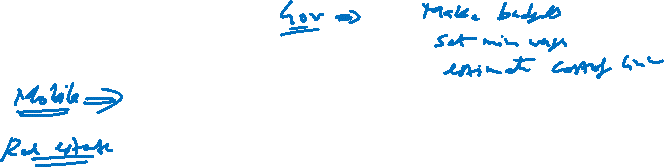 Gov ⇒ Make budgets
set min wage
estimate cost of live
Mobile ⇒
Real estate